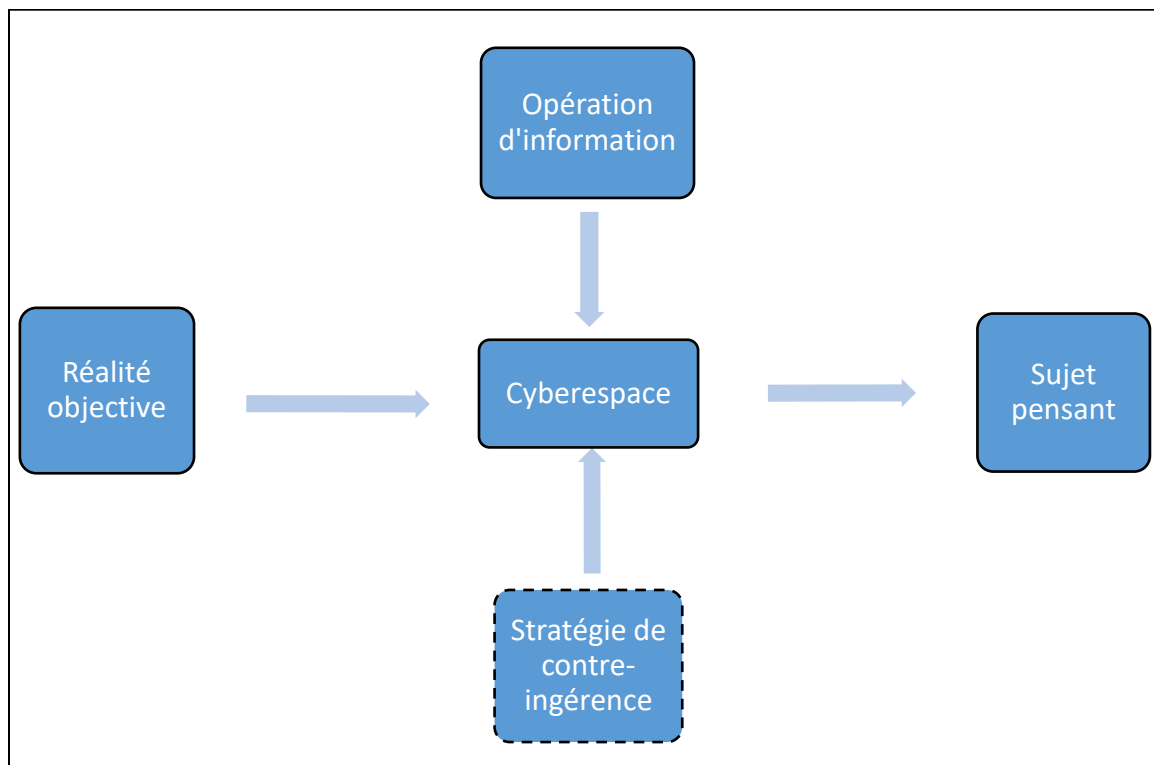 Opération
d'information
Réalité
objective
Cyberespace
Sujet
pensant
Stratégie de
contre-
ingérence